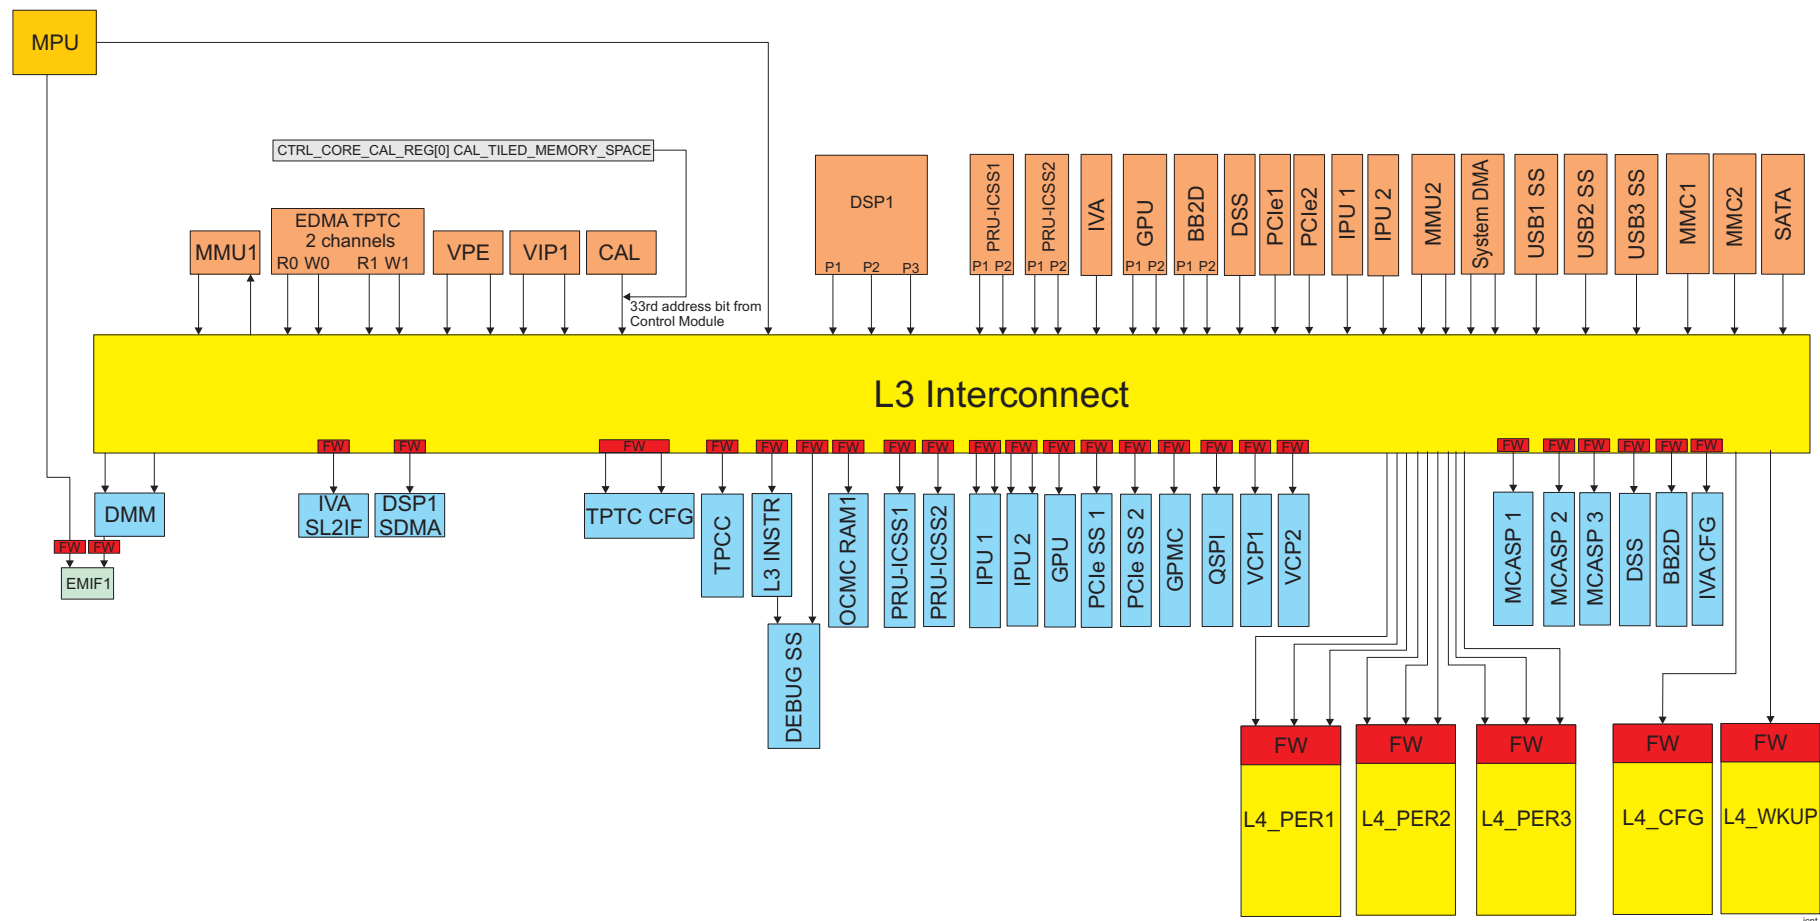 MPU
CTRL_CORE_CAL_REG[0] CAL_TILED_MEMORY_SPACE
MMU1
EDMA TPTC
2 channels
R0 W0 R1 W1
VPE
VIP1
CAL
33rd address bit from
Control Module
DSP1
P1 P2 P3
PRU-ICSS1
P1 P2
PRU-ICSS2
P1 P2
IVA
GPU
P1 P2
BB2D
P1 P2
DSS
PCIe1
PCIe2
IPU 1
IPU 2
MMU2
System DMA
USB1 SS
USB2 SS
USB3 SS
MMC1
MMC2
SATA
L3 Interconnect
FW FW FW FW FW FW FW FW FW FW FW FW FW FW FW FW FW FW FW FW FW FW FW FW
DMM
IVA
SL2IF
DSP1
SDMA
TPTC CFG
TPCC
L3 INSTR
OCMC RAM1
PRU-ICSS1
PRU-ICSS2
IPU 1
IPU 2
GPU
PCIe SS 1
PCIe SS 2
GPMC
QSPI
VCP1
VCP2
MCASP 1
MCASP 2
MCASP 3
DSS
BB2D
IVA CFG
FW FW
EMIF1
DEBUG SS
FW FW FW FW FW
L4_PER1
L4_PER2
L4_PER3
L4_CFG
L4_WKUP